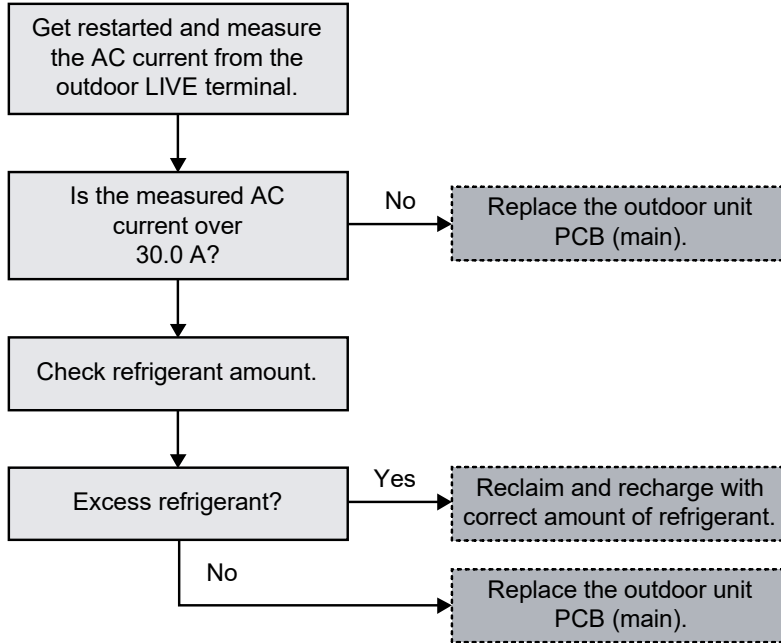 Get restarted and measure
the AC current from the
outdoor LIVE terminal.
Is the measured AC
current over
30.0 A?
No
Replace the outdoor unit
PCB (main).
Check refrigerant amount.
Excess refrigerant?
Yes
Reclaim and recharge with
correct amount of refrigerant.
No
Replace the outdoor unit
PCB (main).